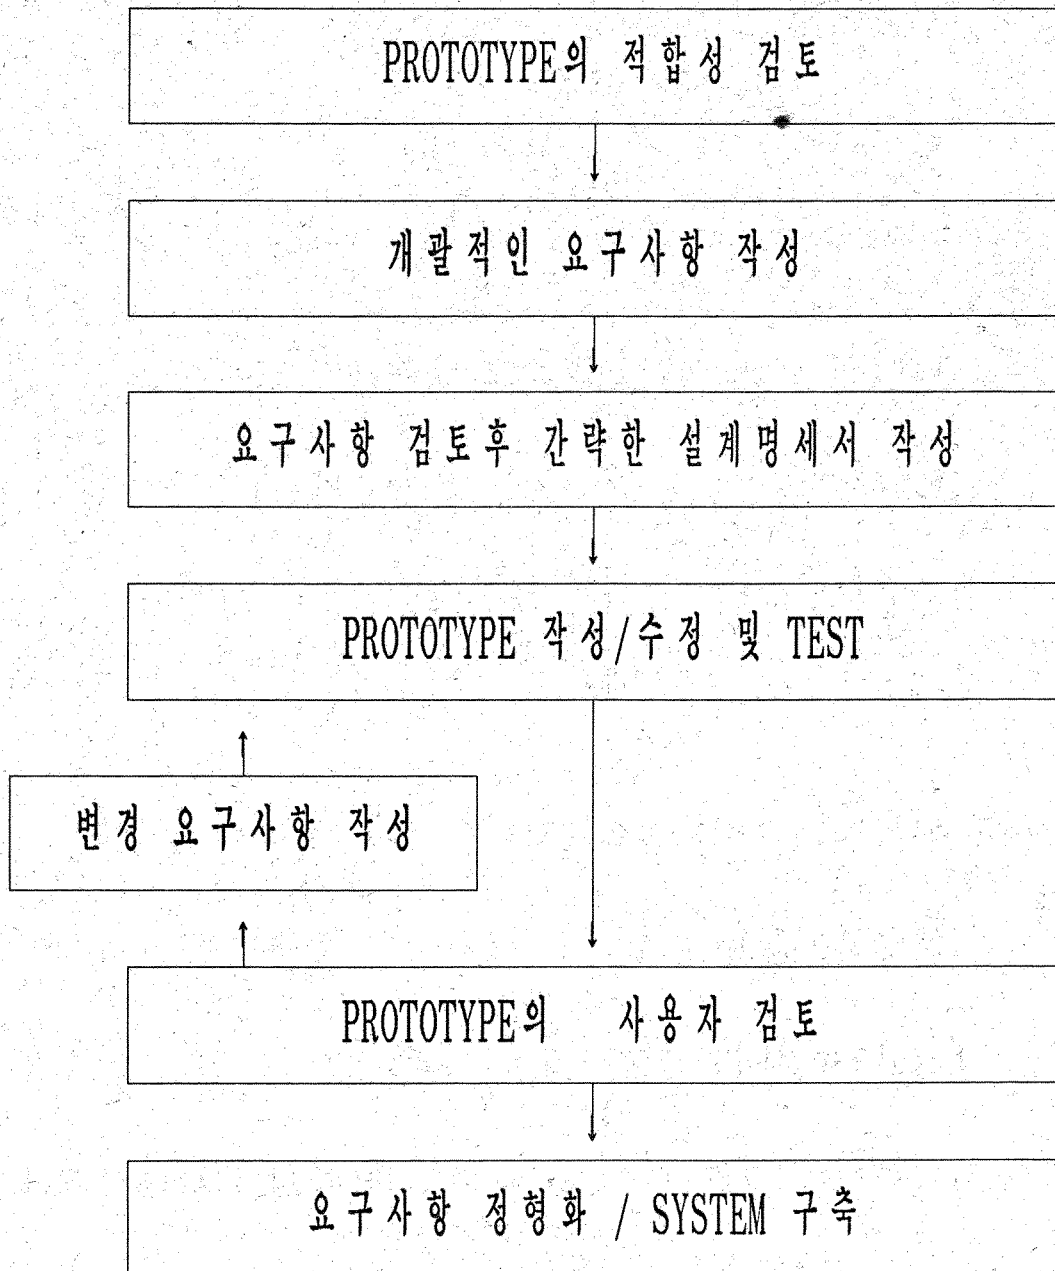 PROTOTYPE의 적합성 검토
개괄적인 요구사항 작성
요구사항 검토후 간략한 설계명세서 작성
PROTOTYPE 작성/수정 및 TEST
변경 요구사항 작성
PROTOTYPE의 사용자 검토
요구사항 정형화 / SYSTEM 구축